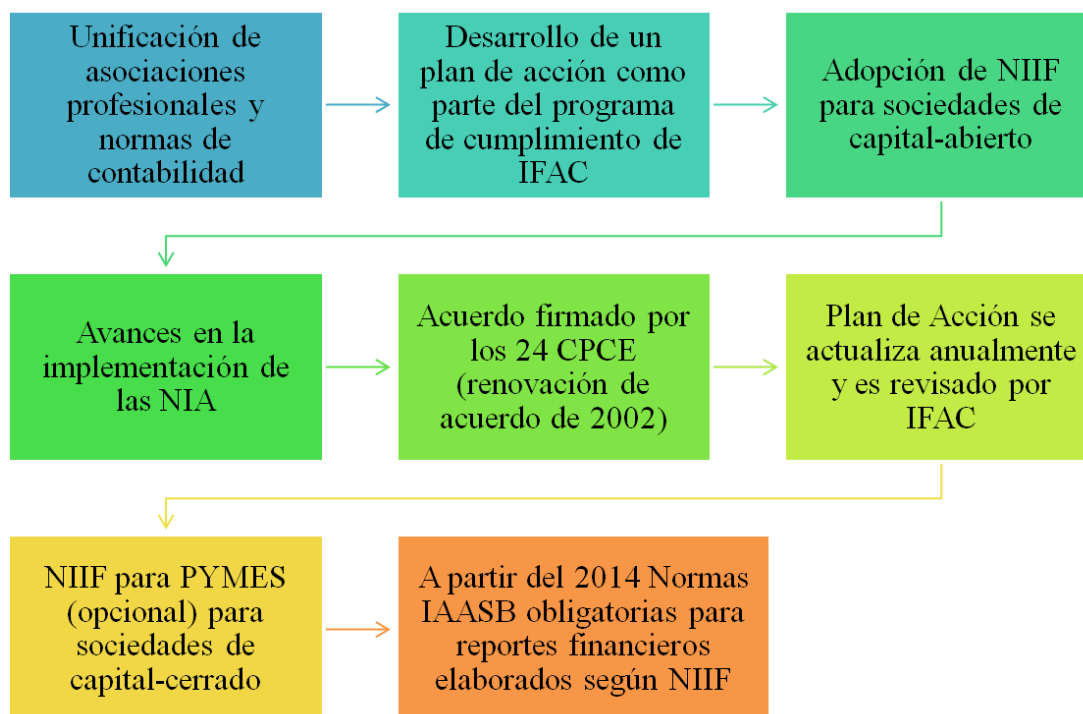 Unificación de
asociaciones
profesionales y
normas de
contabilidad
Desarrollo de un
plan de acción como
parte del programa
de cumplimiento de
IFAC
Adopción de NIIF
para sociedades de
capital-abierto
Avances en la
implementación de
las NIA
Acuerdo firmado por
los 24 CPCE
(renovación de
acuerdo de 2002)
Plan de Acción se
actualiza anualmente
y es revisado por
IFAC
NIIF para PYMES
(opcional) para
sociedades de
capital-cerrado
A partir del 2014 Normas
IAASB obligatorias para
reportes financieros
elaborados según NIIF